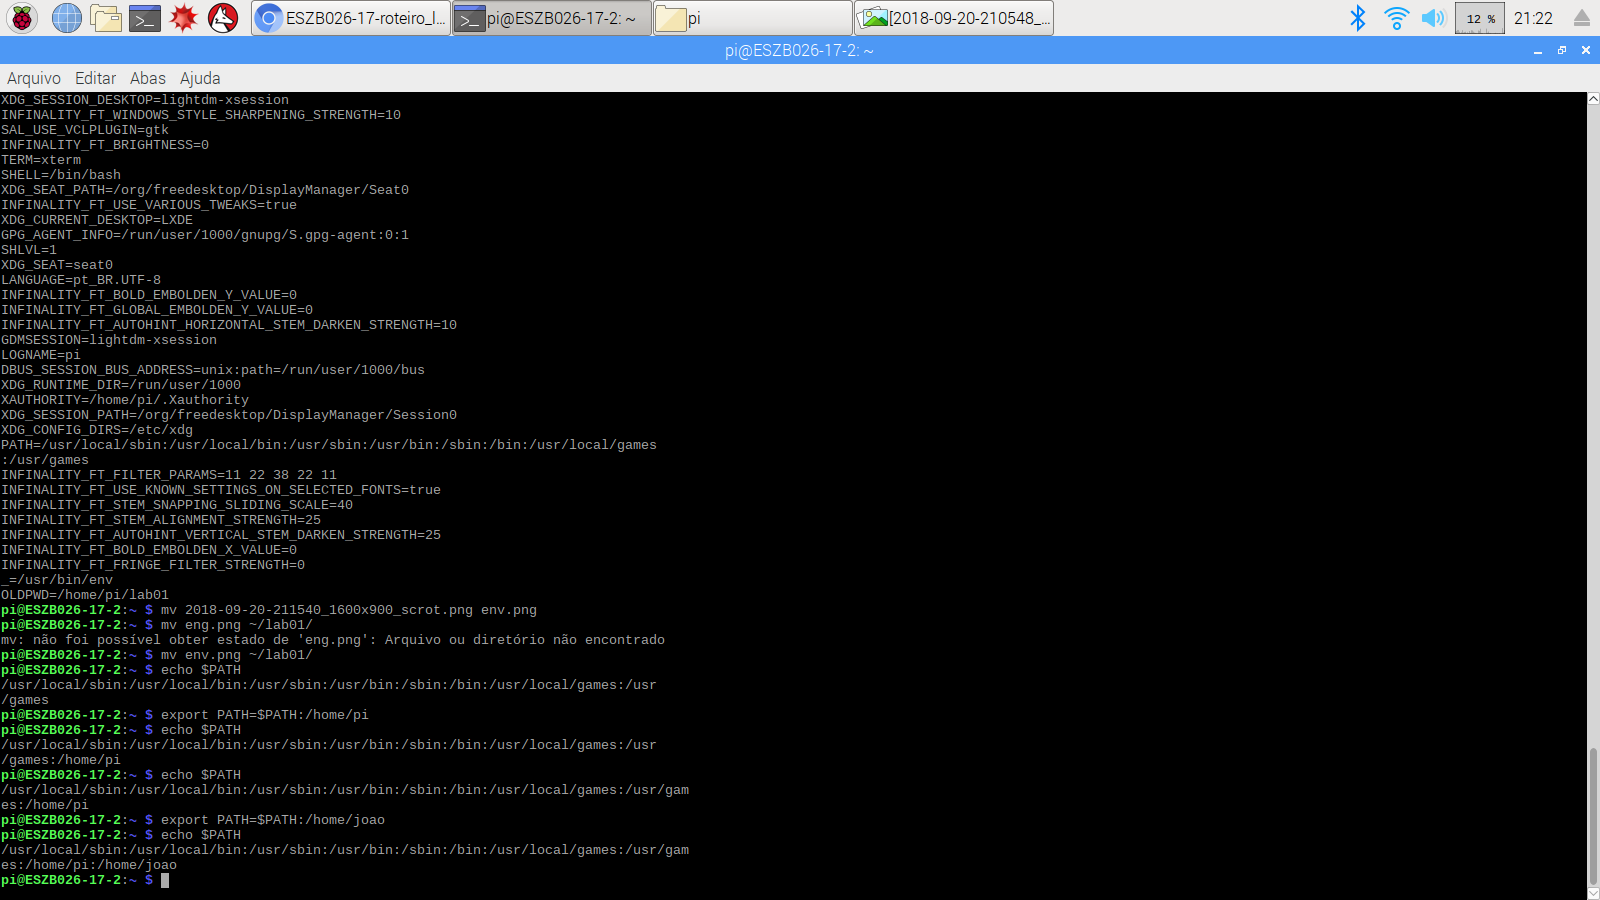 ESZB026-17-roteiro_l...
pi@ESZB026-17-2: ~
pi
[2018-09-20-210548_...
12 %
21:22
pi@ESZB026-17-2: ~
Arquivo Editar Abas Ajuda
XDG_SESSION_DESKTOP=lightdm-xsession
INFINALITY_FT_WINDOWS_STYLE_SHARPENING_STRENGTH=10
SAL_USE_VCLPLUGIN=gtk
INFINALITY_FT_BRIGHTNESS=0
TERM=xterm
SHELL=/bin/bash
XDG_SEAT_PATH=/org/freedesktop/DisplayManager/Seat0
INFINALITY_FT_USE_VARIOUS_TWEAKS=true
XDG_CURRENT_DESKTOP=LXDE
GPG_AGENT_INFO=/run/user/1000/gnupg/S.gpg-agent:0:1
SHLVL=1
XDG_SEAT=seat0
LANGUAGE=pt_BR.UTF-8
INFINALITY_FT_BOLD_EMBOLDEN_Y_VALUE=0
INFINALITY_FT_GLOBAL_EMBOLDEN_Y_VALUE=0
INFINALITY_FT_AUTOHINT_HORIZONTAL_STEM_DARKEN_STRENGTH=10
GDMSESSION=lightdm-xsession
LOGNAME=pi
DBUS_SESSION_BUS_ADDRESS=unix:path=/run/user/1000/bus
XDG_RUNTIME_DIR=/run/user/1000
XAUTHORITY=/home/pi/.Xauthority
XDG_SESSION_PATH=/org/freedesktop/DisplayManager/Session0
XDG_CONFIG_DIRS=/etc/xdg
PATH=/usr/local/sbin:/usr/local/bin:/usr/sbin:/usr/bin:/sbin:/bin:/usr/local/games
:/usr/games
INFINALITY_FT_FILTER_PARAMS=11 22 38 22 11
INFINALITY_FT_USE_KNOWN_SETTINGS_ON_SELECTED_FONTS=true
INFINALITY_FT_STEM_SNAPPING_SLIDING_SCALE=40
INFINALITY_FT_STEM_ALIGNMENT_STRENGTH=25
INFINALITY_FT_AUTOHINT_VERTICAL_STEM_DARKEN_STRENGTH=25
INFINALITY_FT_BOLD_EMBOLDEN_X_VALUE=0
INFINALITY_FT_FRINGE_FILTER_STRENGTH=0
_=/usr/bin/env
OLDPWD=/home/pi/lab01
pi@ESZB026-17-2:~ $ mv 2018-09-20-211540_1600x900_scrot.png env.png
pi@ESZB026-17-2:~ $ mv eng.png ~/lab01/
mv: não foi possível obter estado de 'eng.png': Arquivo ou diretório não encontrado
pi@ESZB026-17-2:~ $ mv env.png ~/lab01/
pi@ESZB026-17-2:~ $ echo $PATH
/usr/local/sbin:/usr/local/bin:/usr/sbin:/usr/bin:/sbin:/bin:/usr/local/games:/usr
/games
pi@ESZB026-17-2:~ $ export PATH=$PATH:/home/pi
pi@ESZB026-17-2:~ $ echo $PATH
/usr/local/sbin:/usr/local/bin:/usr/sbin:/usr/bin:/sbin:/bin:/usr/local/games:/usr
/games:/home/pi
pi@ESZB026-17-2:~ $ echo $PATH
/usr/local/sbin:/usr/local/bin:/usr/sbin:/usr/bin:/sbin:/bin:/usr/local/games:/usr/gam
es:/home/pi
pi@ESZB026-17-2:~ $ export PATH=$PATH:/home/joao
pi@ESZB026-17-2:~ $ echo $PATH
/usr/local/sbin:/usr/local/bin:/usr/sbin:/usr/bin:/sbin:/bin:/usr/local/games:/usr/gam
es:/home/pi:/home/joao
pi@ESZB026-17-2:~ $